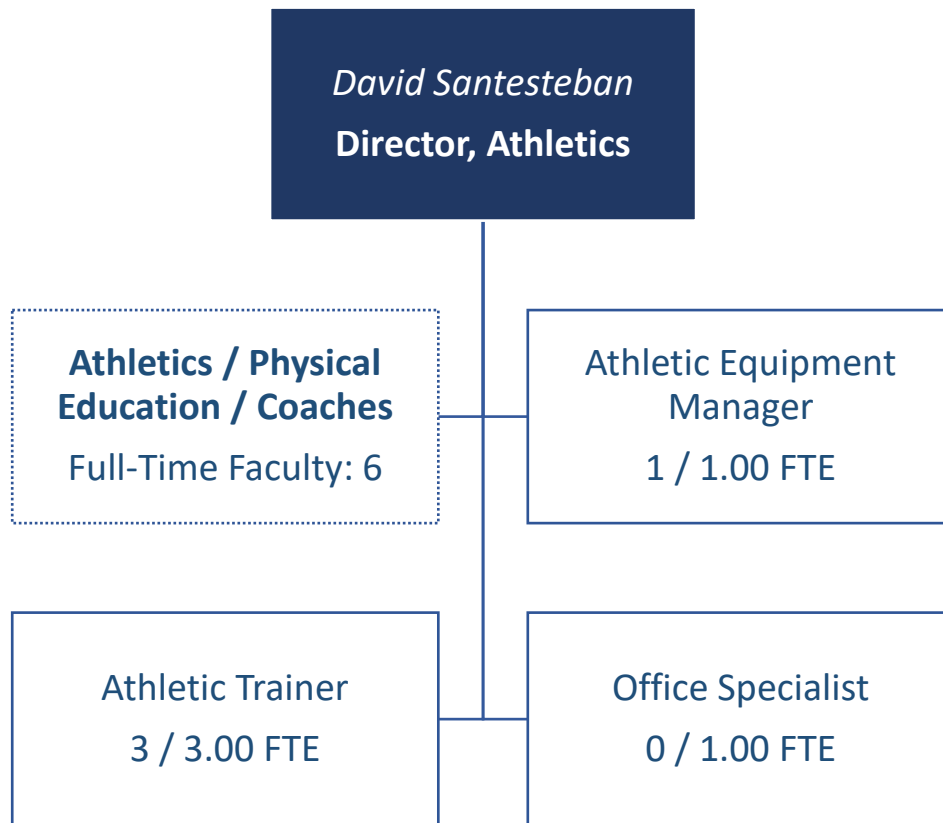 David Santesteban
Director, Athletics
Athletics / Physical
Education / Coaches
Full-Time Faculty: 6
Athletic Equipment
Manager
1 / 1.00 FTE
Athletic Trainer
3 / 3.00 FTE
Office Specialist
0 / 1.00 FTE